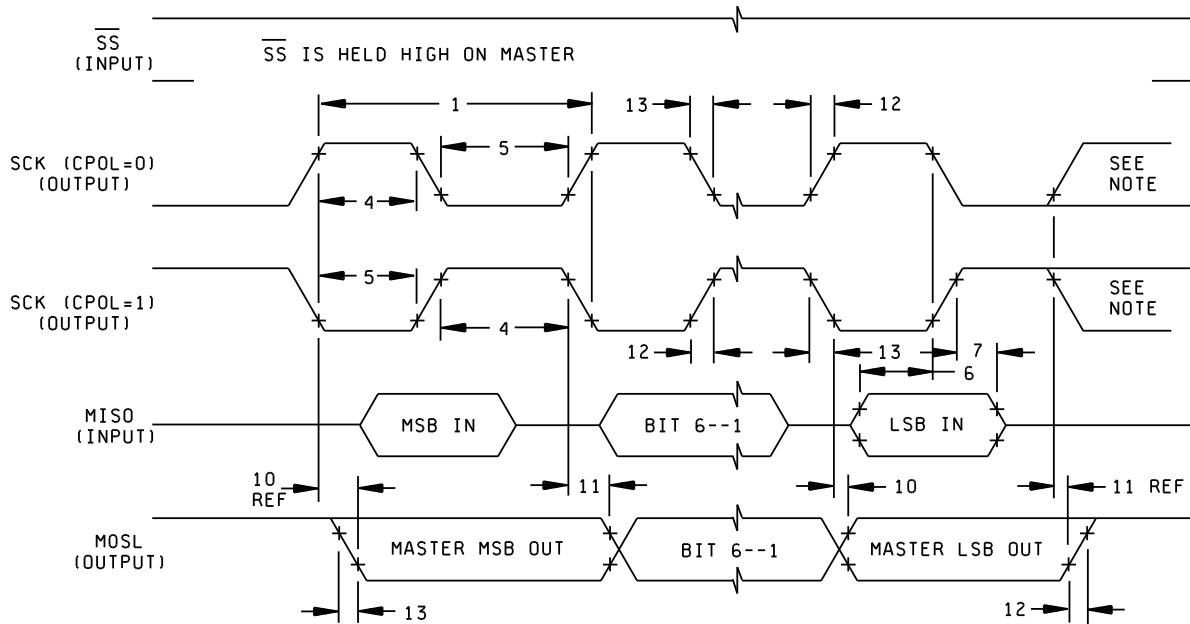 SS
(INPUT)
SS IS HELD HIGH ON MASTER
1
13
12
SCK (CPOL=0)
(OUTPUT)
5
4
SEE
NOTE
SCK (CPOL=1)
(OUTPUT)
5
4
SEE
NOTE
12
13
7
6
MISO
(INPUT)
MSB IN
BIT 6--1
LSB IN
10
REF
11
10
11 REF
MOSL
(OUTPUT)
MASTER MSB OUT
BIT 6--1
MASTER LSB OUT
13
12